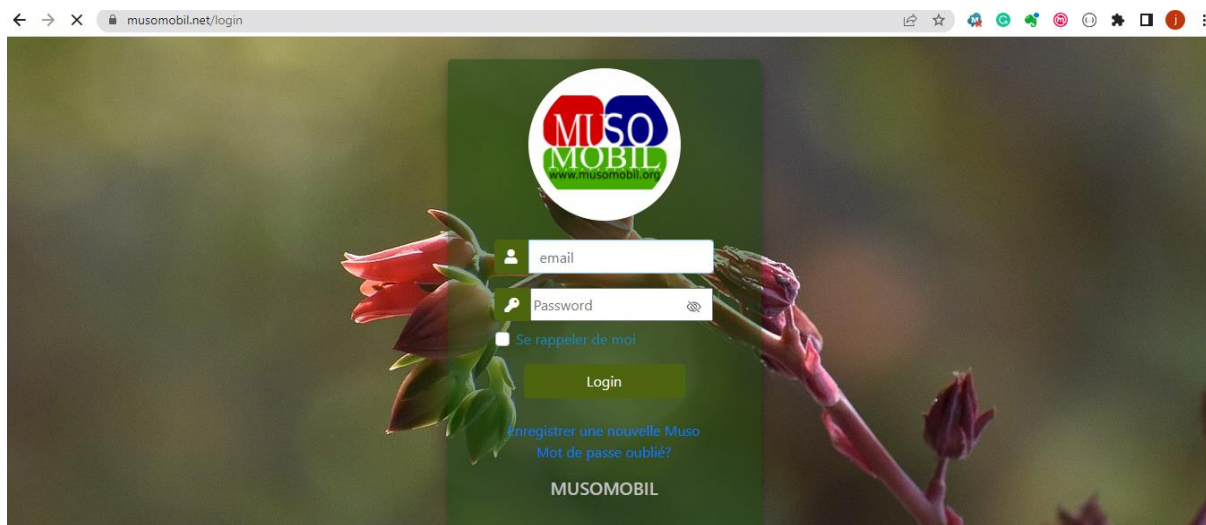 musomobil.net/login
MUSO
MOBIL
www.musomobil.org
email
Password
Se rappeler de moi
Login
Enregistrer une nouvelle Muso
Mot de passe oublié?
MUSOMOBIL